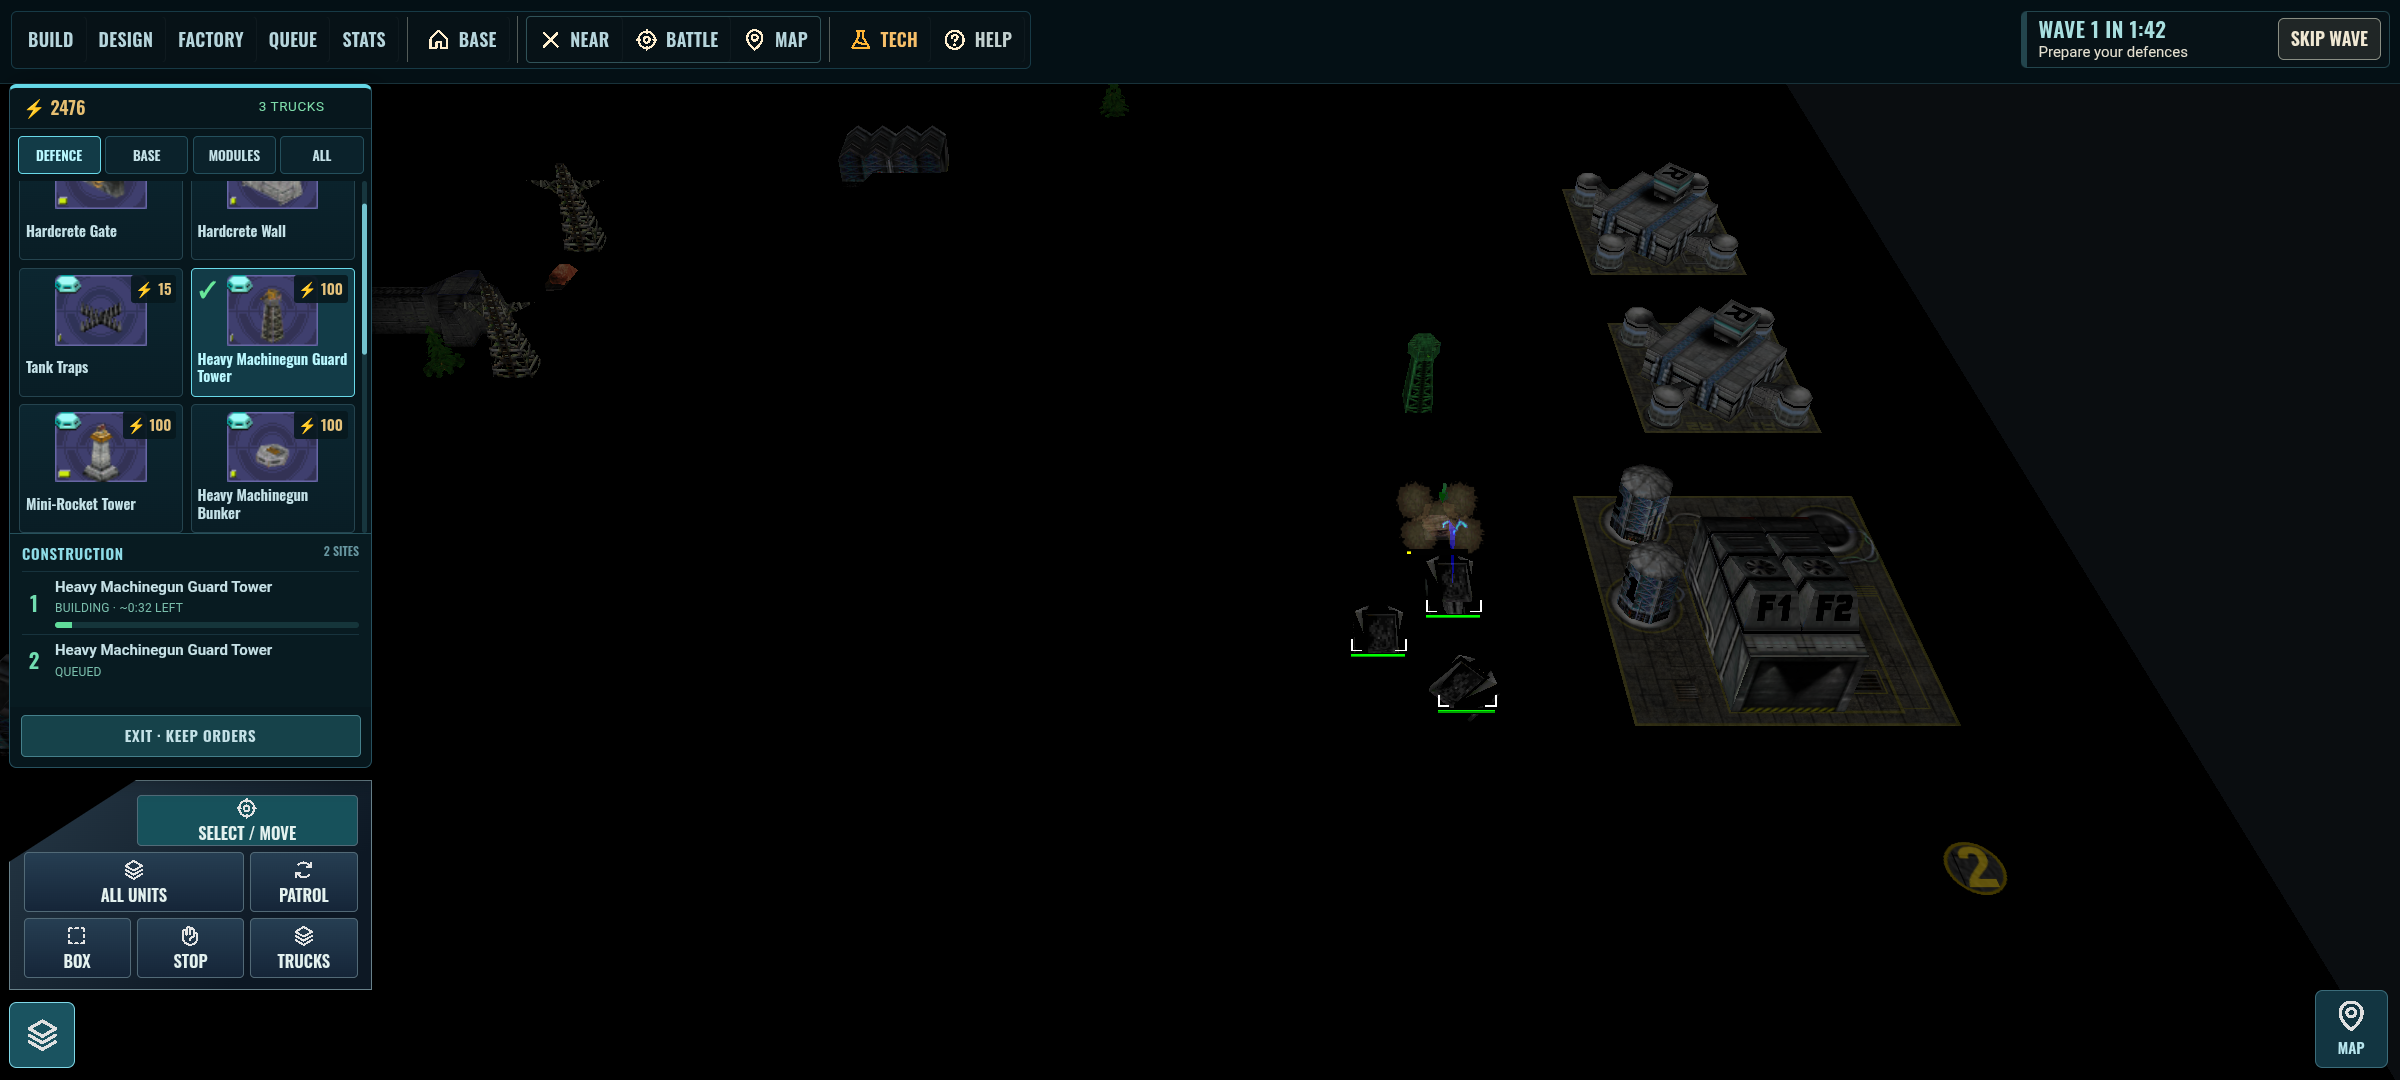 BUILD DESIGN FACTORY QUEUE STATS BASE NEAR BATTLE MAP TECH HELP
WAVE 1 IN 1:42
Prepare your defences
SKIP WAVE
2476 3 TRUCKS
DEFENCE BASE MODULES ALL
Hardcrete Gate Hardcrete Wall
15 100
Tank Traps
Heavy Machinegun Guard
Tower
100 100
Mini-Rocket Tower
Heavy Machinegun
Bunker
CONSTRUCTION 2 SITES
1 Heavy Machinegun Guard Tower
BUILDING · ~0:32 LEFT
2 Heavy Machinegun Guard Tower
QUEUED
EXIT · KEEP ORDERS
SELECT / MOVE
ALL UNITS PATROL
BOX STOP TRUCKS
R
R
F1 F2
2
MAP